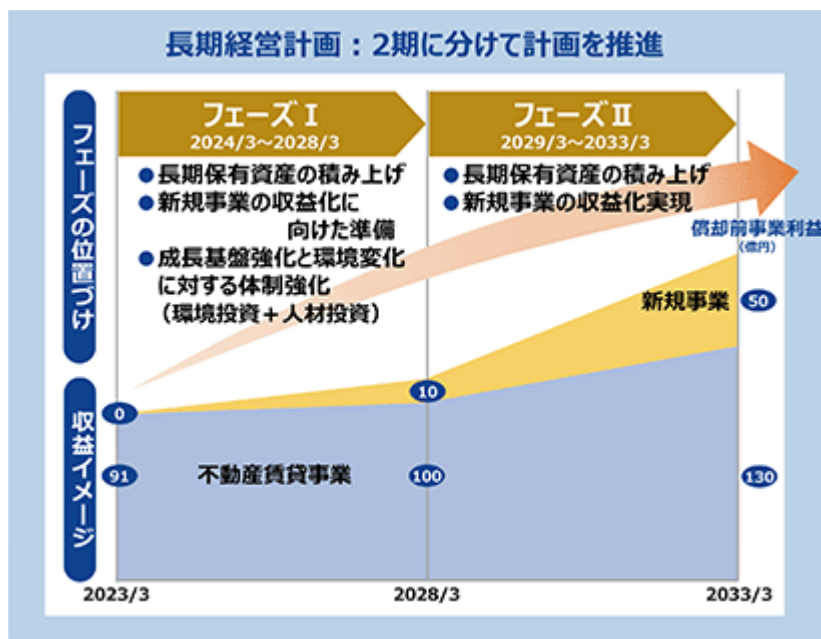 長期経営計画：2期に分けて計画を推進
フェーズの位置づけ
フェーズⅠ
2024/3～2028/3
●長期保有資産の積み上げ
●新規事業の収益化に
向けた準備
●成長基盤強化と環境変化
に対する体制強化
（環境投資＋人材投資）
フェーズⅡ
2029/3～2033/3
●長期保有資産の積み上げ
●新規事業の収益化実現
償却前事業利益
（億円）
収益イメージ
新規事業
0
10
50
不動産賃貸事業
91
100
130
2023/3
2028/3
2033/3